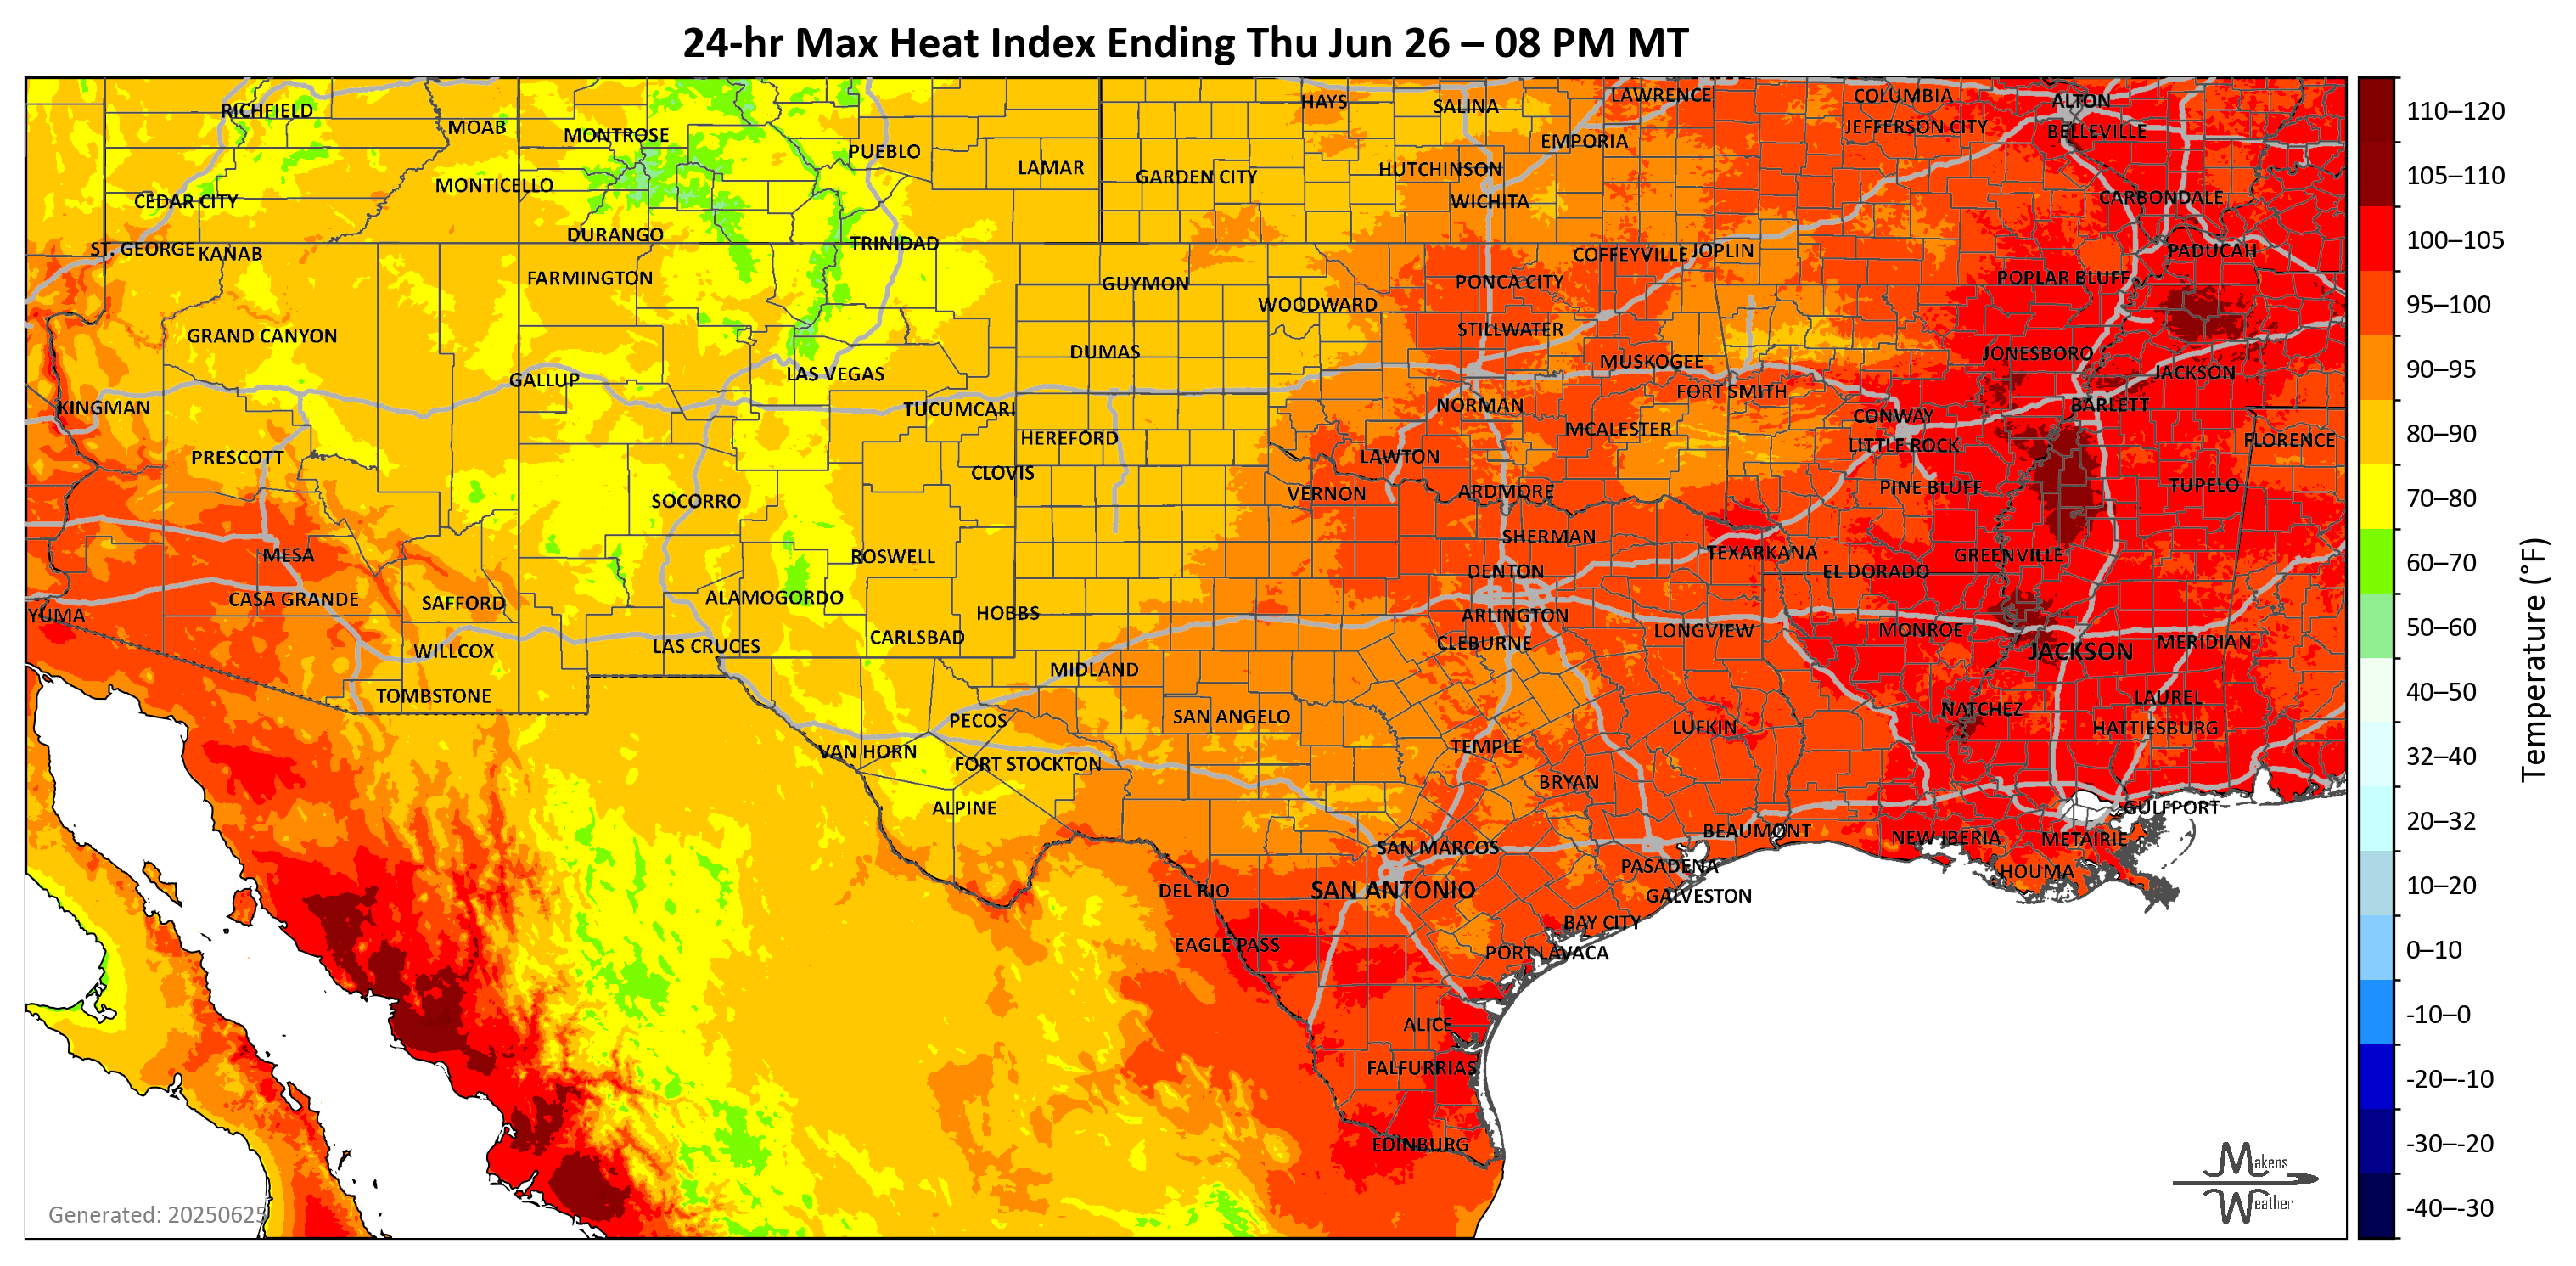 24-hr Max Heat Index Ending Thu Jun 26 – 08 PM MT
RICHFIELD
MOAB
MONTROSE
PUEBLO
LAMAR
GARDEN CITY
HAYS
SALINA
HUTCHINSON
WICHITA
EMPORIA
LAWRENCE
COLUMBIA
JEFFERSON CITY
ALTON
BELLEVILLE
CARBONDALE
MONTICELLO
CEDAR CITY
ST. GEORGE
KANAB
DURANGO
TRINIDAD
FARMINGTON
GUYMON
WOODWARD
PONCA CITY
COFFEYVILLE
JOPLIN
POPLAR BLUFF
PADUCAH
GRAND CANYON
DUMAS
STILLWATER
MUSKOGEE
JONESBORO
JACKSON
GALLUP
LAS VEGAS
FORT SMITH
KINGMAN
TUCUMCARI
NORMAN
CONWAY
BARLETT
HEREFORD
MCALESTER
LITTLE ROCK
FLORENCE
PRESCOTT
CLOVIS
LAWTON
SOCORRO
VERNON
ARDMORE
PINE BLUFF
TUPELO
MESA
ROSWELL
SHERMAN
TEXARKANA
GREENVILLE
DENTON
EL DORADO
CASA GRANDE
SAFFORD
ALAMOGORDO
HOBBS
YUMA
ARLINGTON
CARLSBAD
CLEBURNE
LONGVIEW
MONROE
JACKSON
MERIDIAN
WILLCOX
LAS CRUCES
MIDLAND
TOMBSTONE
PECOS
SAN ANGELO
LUFKIN
NATCHEZ
LAUREL
HATTIESBURG
VAN HORN
FORT STOCKTON
TEMPLE
BRYAN
ALPINE
GULFPORT
BEAUMONT
NEW IBERIA
METAIRIE
SAN MARCOS
PASADENA
HOUMA
DEL RIO
SAN ANTONIO
GALVESTON
EAGLE PASS
BAY CITY
PORT LAVACA
ALICE
FALFURRIAS
EDINBURG
Generated: 20250625
Makens
Weather
110–120
105–110
100–105
95–100
90–95
80–90
70–80
60–70
50–60
40–50
32–40
20–32
10–20
0–10
-10–0
-20–-10
-30–-20
-40–-30
Temperature (°F)